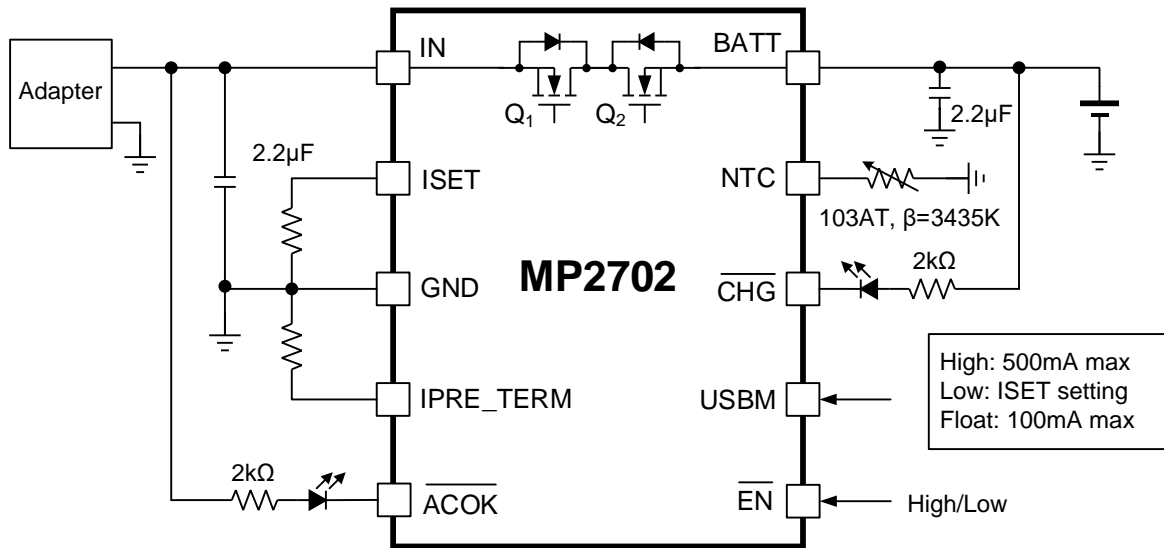 Adapter
IN
BATT
Q1
Q2
2.2µF
2.2µF
ISET
NTC
103AT, β=3435K
MP2702
GND
CHG
2kΩ
IPRE_TERM
USBM
High: 500mA max
Low: ISET setting
Float: 100mA max
2kΩ
ACOK
EN
High/Low